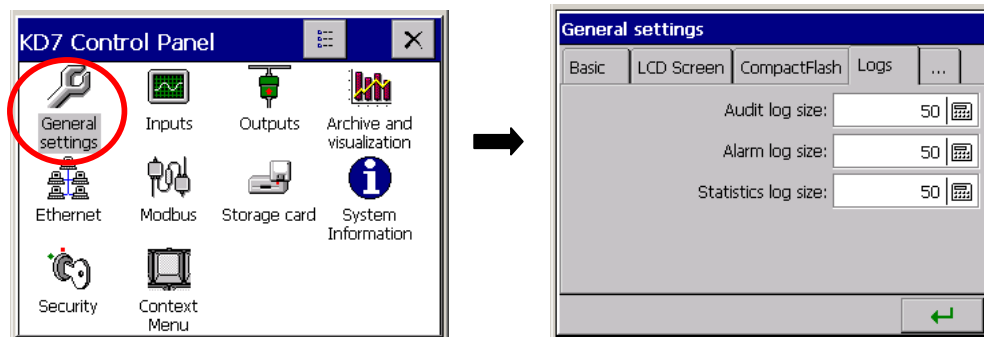 KD7 Control Panel
General
settings
Inputs
Outputs
Archive and
visualization
Ethernet
Modbus
Storage card
System
Information
Security
Context
Menu
General settings
Basic
LCD Screen
CompactFlash
Logs
...
Audit log size: 50
Alarm log size: 50
Statistics log size: 50